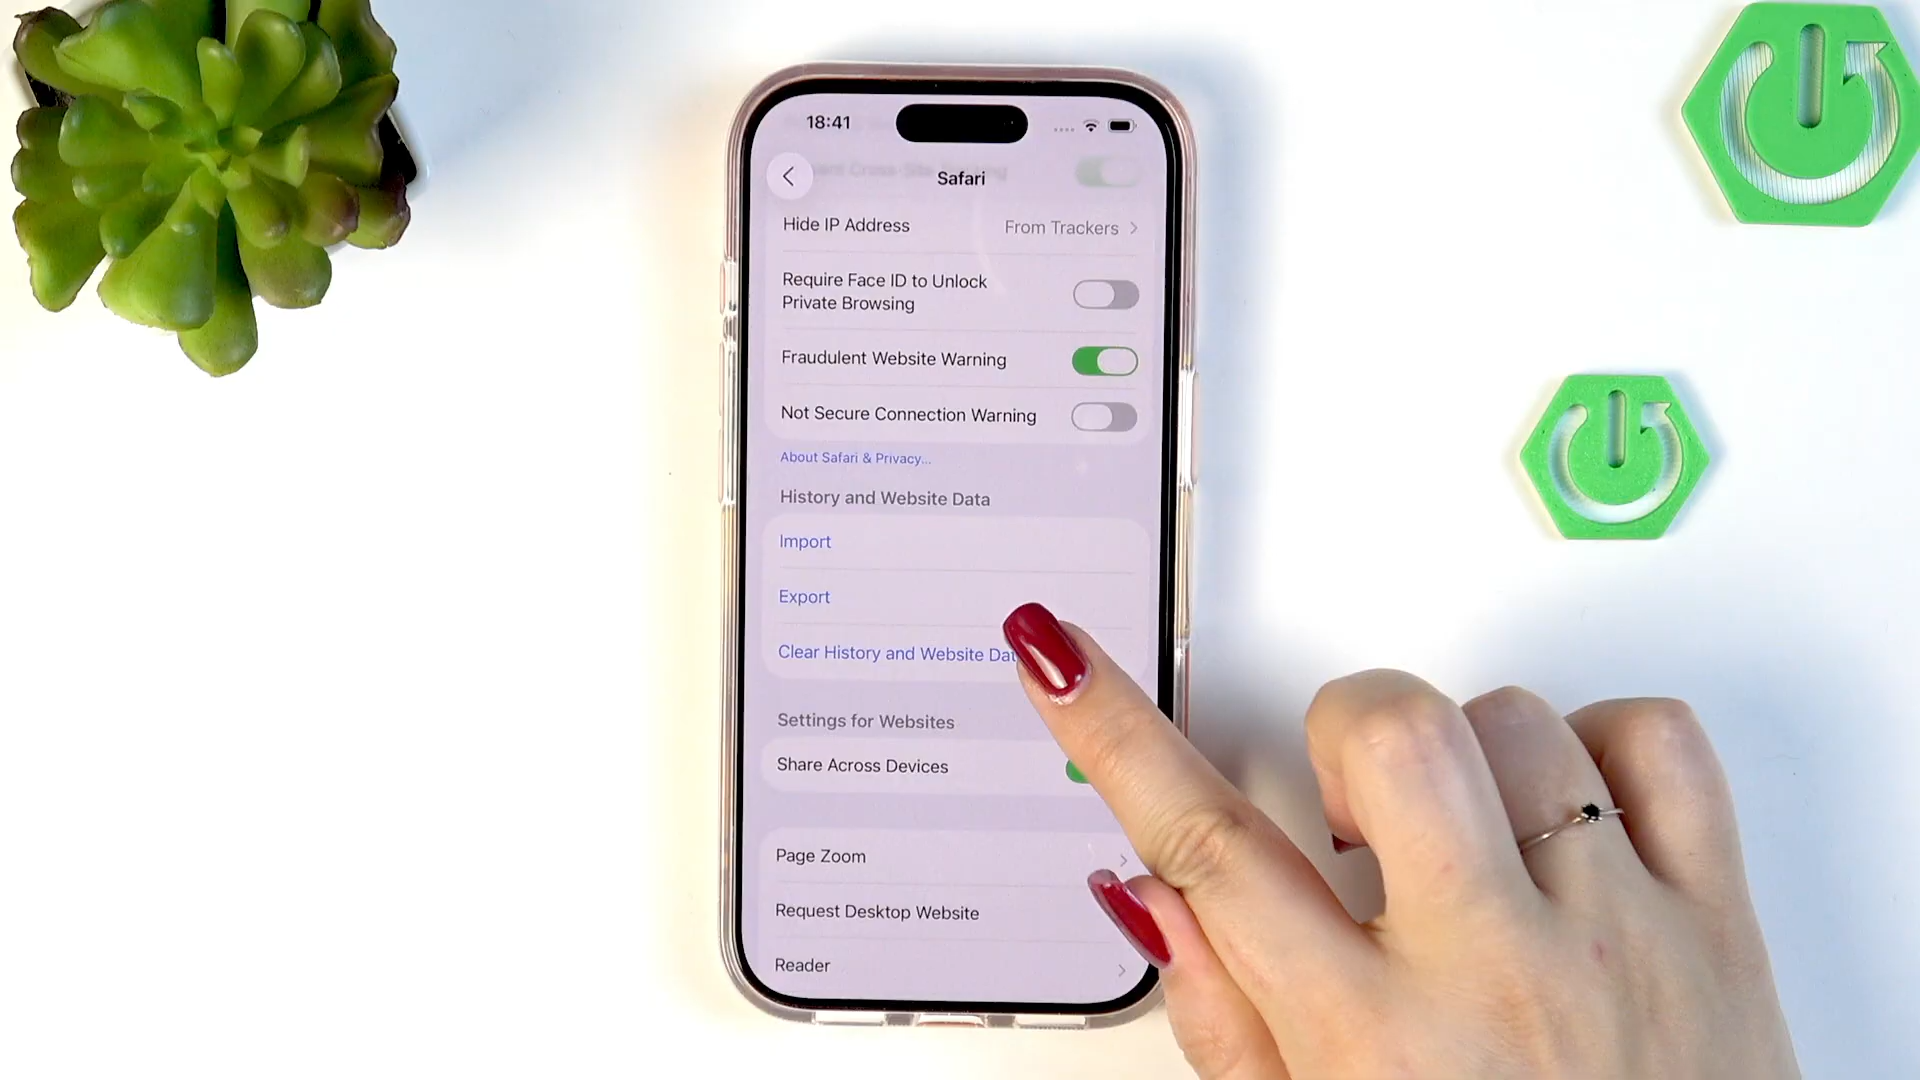 18:41
Safari
Hide IP Address From Trackers
Require Face ID to Unlock
Private Browsing
Fraudulent Website Warning
Not Secure Connection Warning
About Safari & Privacy...
History and Website Data
Import
Export
Clear History and Website Dat
Settings for Websites
Share Across Devices
Page Zoom
Request Desktop Website
Reader